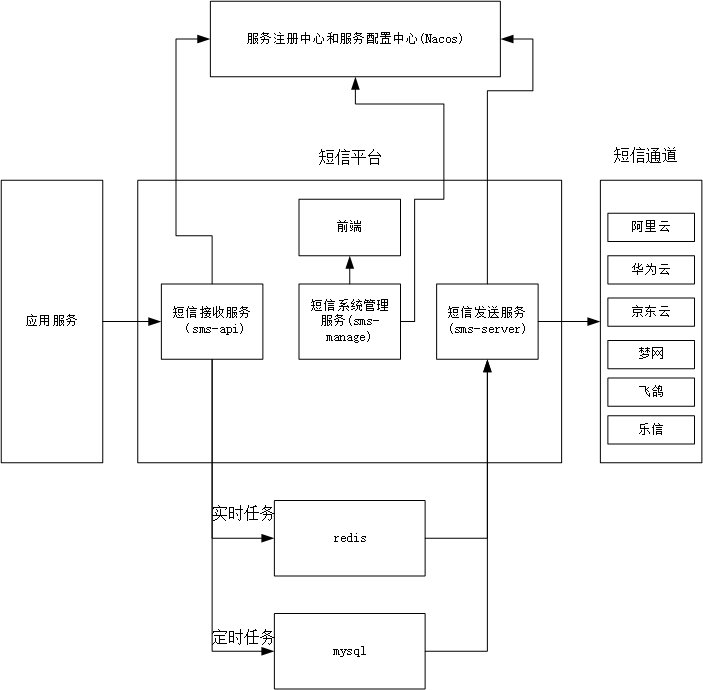 服务注册中心和服务配置中心(Nacos)
短信平台
短信通道
应用服务
短信接收服务
(sms-api)
前端
短信系统管理
服务(sms-
manage)
短信发送服务
(sms-server)
阿里云
华为云
京东云
梦网
飞鸽
乐信
实时任务
redis
定时任务
mysql